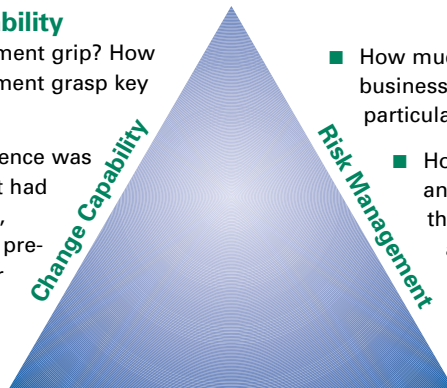 bility
ment grip? How
ment grasp key
ence was
t had
,
pre-
r
Change Capability
Risk Management
How muc
business
particula
Ho
an
th